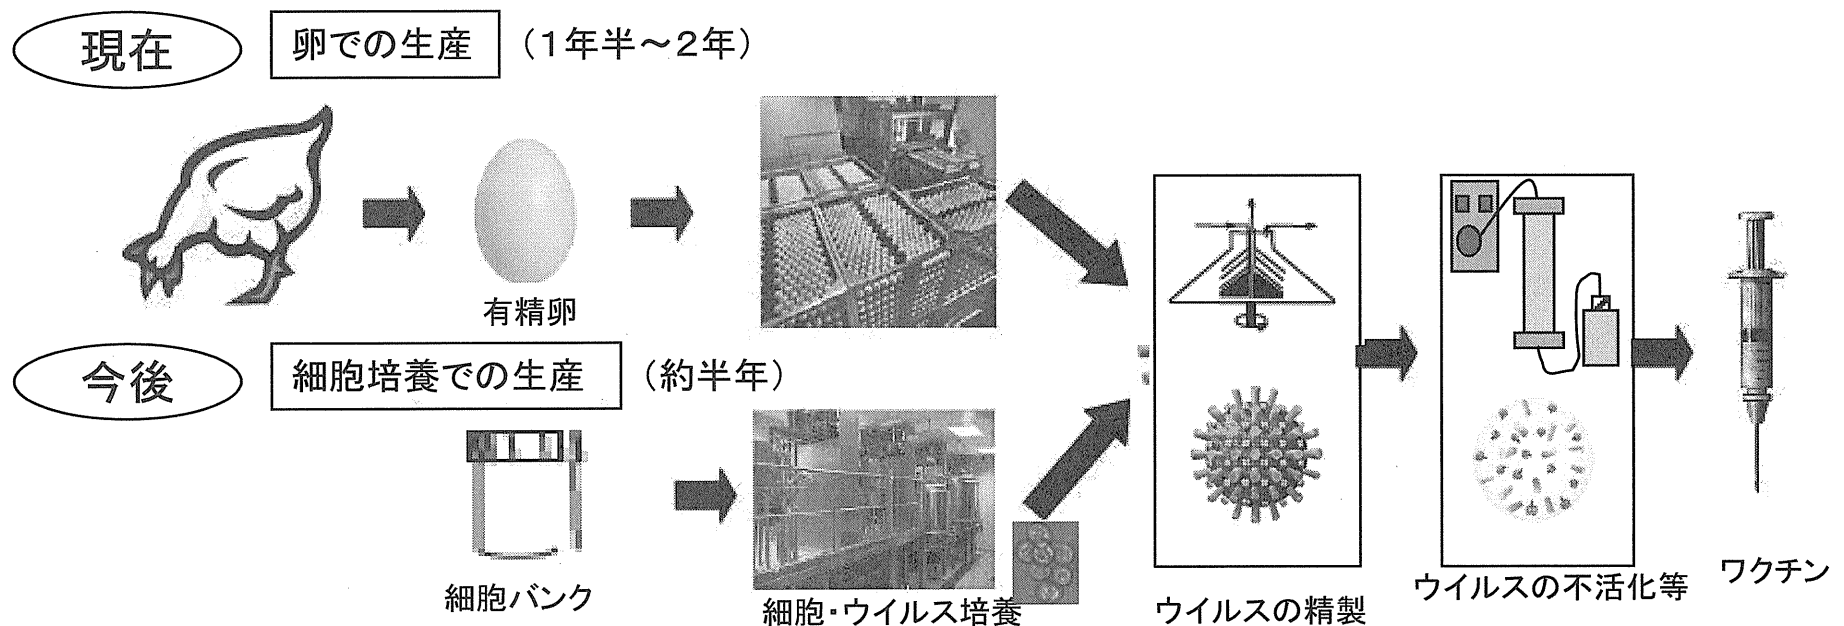 現在
卵での生産
（１年半～２年）
有精卵
今後
細胞培養での生産
（約半年）
細胞バンク
細胞・ウイルス培養
ウイルスの精製
ウイルスの不活化等
ワクチン